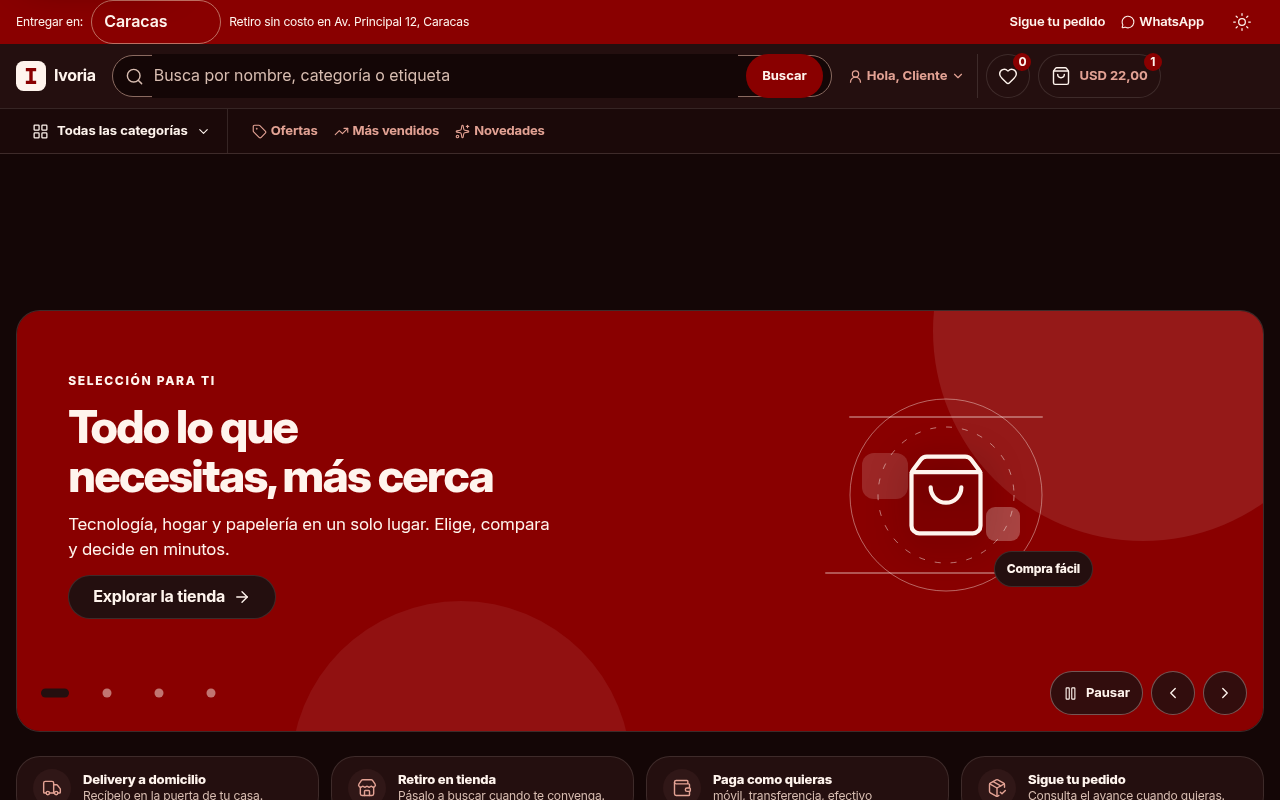 Entregar en:
Caracas
Retiro sin costo en Av. Principal 12, Caracas
Sigue tu pedido
WhatsApp
I
Ivoria
Busca por nombre, categoría o etiqueta
Buscar
Hola, Cliente
0
USD 22,00
1
Todas las categorías
Ofertas
Más vendidos
Novedades
SELECCIÓN PARA TI
Todo lo que
necesitas, más cerca
Tecnología, hogar y papelería en un solo lugar. Elige, compara
y decide en minutos.
Explorar la tienda
Compra fácil
Pausar
Delivery a domicilio
Recíbelo en la puerta de tu casa.
Retiro en tienda
Pásalo a buscar cuando te convenga.
Paga como quieras
móvil, transferencia, efectivo
Sigue tu pedido
Consulta el avance cuando quieras.